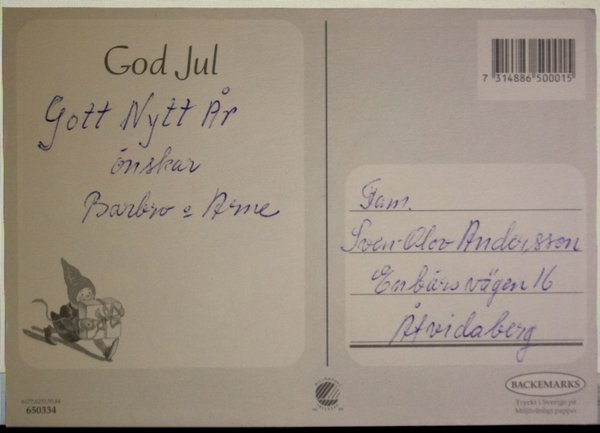 God Jul
Gott Nytt År
önskar
Barbro o Arne
7 314886 500015
Fam.
Sven-Olov Andersson
Enbärsvägen 16
Åtvidaberg
650334
BACKEMARKS
Tryckt i Sverige på
Miljövänligt papper